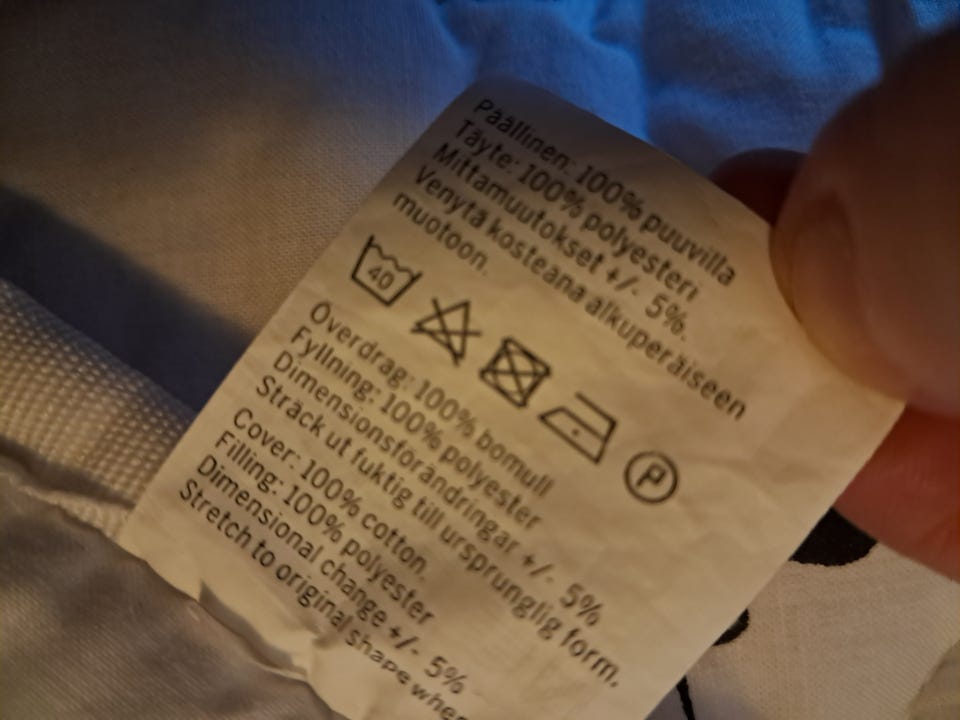 Päällinen: 100% puuvilla
Täyte: 100% polyesteri
Mittamuutokset +/- 5%.
Venytä kosteana alkuperäiseen
muotoon.
40
P
Överdrag: 100% bomull
Fyllning: 100% polyester
Dimensionsförändringar +/- 5%
Sträck ut fuktig till ursprunglig form.
Cover: 100% cotton.
Filling: 100% polyester
Dimensional change +/- 5%
Stretch to original shape